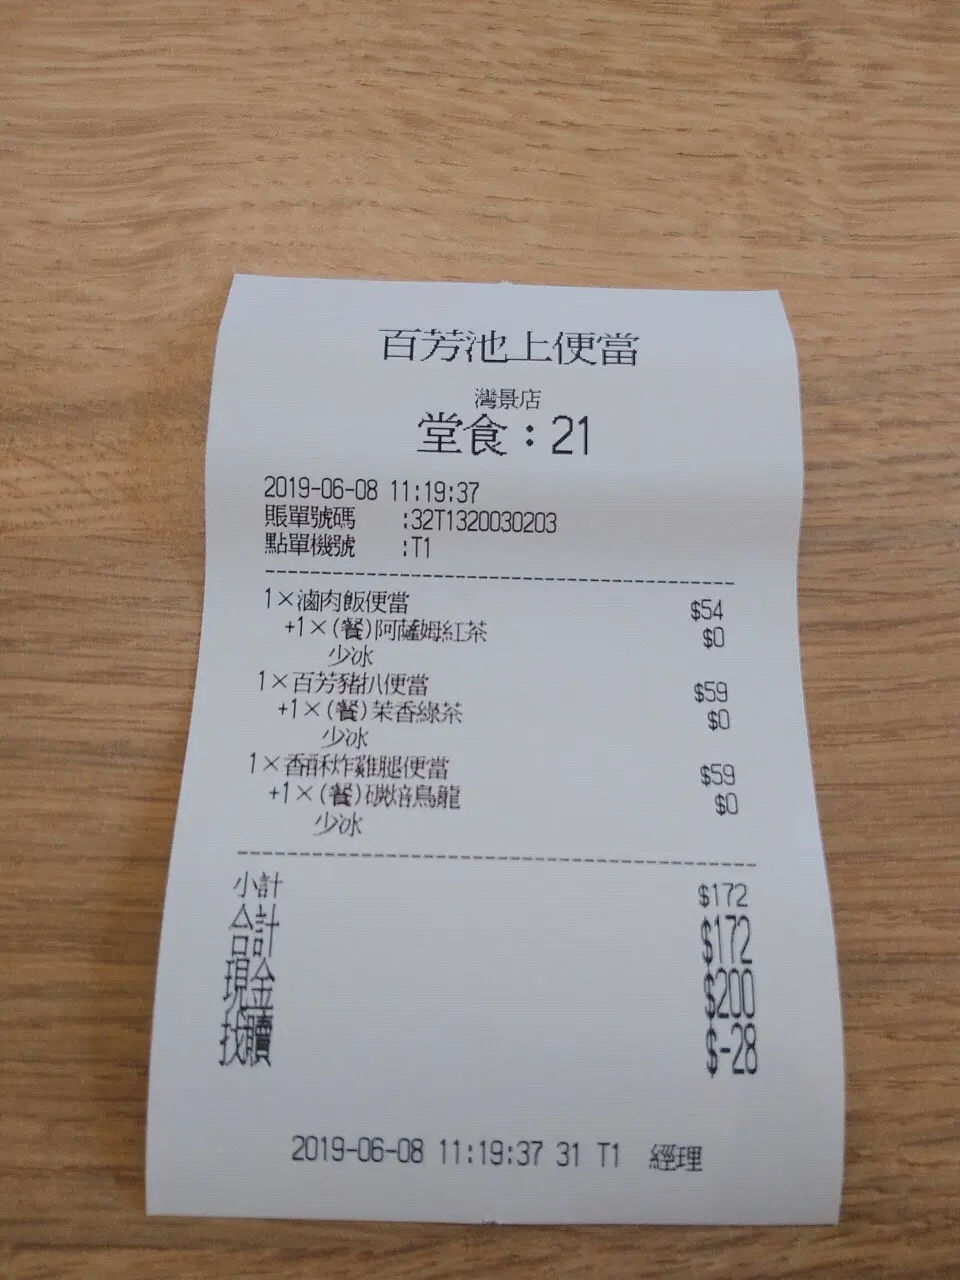 百芳池上便當
灣景店
堂食：21
2019-06-08 11:19:37
賬單號碼 :32T1320030203
點單機號 :T1
1×滷肉飯便當 $54
+1×(餐)阿薩姆紅茶 $0
少冰
1×百芳豬扒便當 $59
+1×(餐)茉香綠茶 $0
少冰
1×香酥炸雞腿便當 $59
+1×(餐)碳焙烏龍 $0
少冰
小計 $172
合計 $172
現金 $200
找贖 $-28
2019-06-08 11:19:37 31 T1 經理